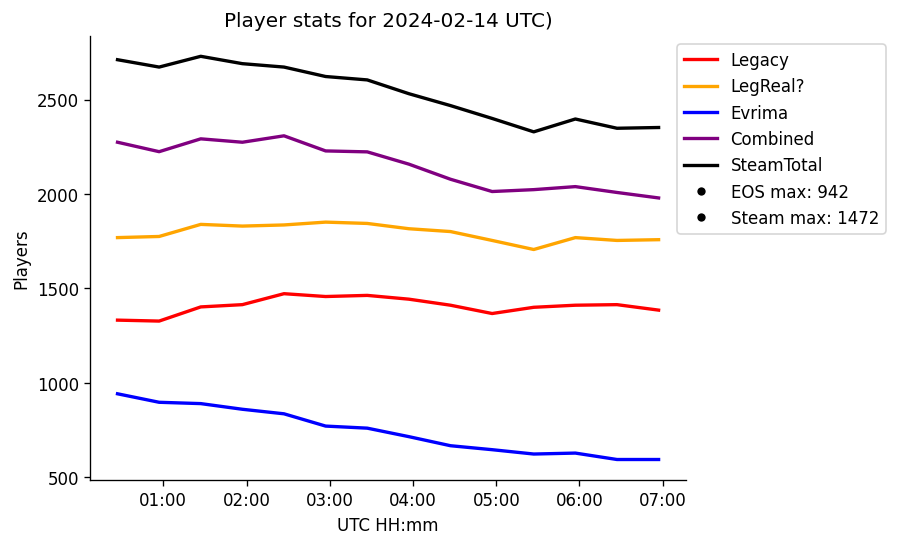 Player stats for 2024-02-14 UTC)
Legacy
LegReal?
Evrima
Combined
SteamTotal
EOS max: 942
Steam max: 1472
Players
2500
2000
1500
1000
500
01:00 02:00 03:00 04:00 05:00 06:00 07:00
UTC HH:mm